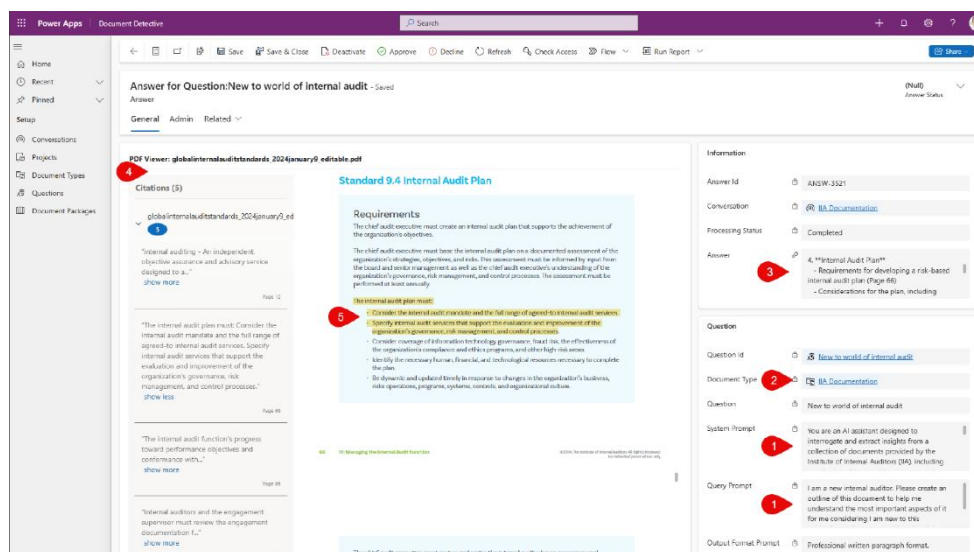 Power Apps
Document Detective
Search
Save
Save & Close
Deactivate
Approve
Decline
Refresh
Check Access
Flow
Run Report
Share
Home
Recent
Pinned
Setup
Conversations
Projects
Document Types
Questions
Document Packages
Answer for Question:New to world of internal audit - Saved
Answer
(Null)
Answer Status
General
Admin
Related
PDF Viewer: globalinternalauditstandards_2024january9_editable.pdf
4
Citations (5)
globalinternalauditstandards_2024january9_ed
5
"Internal auditing – An independent,
objective assurance and advisory service
designed to a..."
show more
Page 12
"The internal audit plan must: Consider the
internal audit mandate and the full range of
agreed-to internal audit services. Specify
internal audit services that support the
evaluation and improvement of the
organization's governance, risk
management, and control processes."
show less
Page 66
"The internal audit function's progress
toward performance objectives and
conformance with..."
show more
"Internal auditors and the engagement
supervisor must review the engagement
documentation f..."
show more
Standard 9.4 Internal Audit Plan
Requirements
The chief audit executive must create an internal audit plan that supports the achievement of
the organization's objectives.
The chief audit executive must base the internal audit plan on a documented assessment of the
organization's strategies, objectives, and risks. This assessment must be informed by input from
the board and senior management as well as the chief audit executive's understanding of the
organization's governance, risk management, and control processes. The assessment must be
performed at least annually.
The internal audit plan must:
5
· Consider the internal audit mandate and the full range of agreed-to internal audit services.
· Specify internal audit services that support the evaluation and improvement of the
organization's governance, risk management, and control processes.
· Consider coverage of information technology governance, fraud risk, the effectiveness of
the organization's compliance and ethics programs, and other high-risk areas.
· Identify the necessary human, financial, and technological resources necessary to complete
the plan.
· Be dynamic and updated timely in response to changes in the organization's business,
risks operations, programs, systems, controls, and organizational culture.
Information
Answer Id
ANSW-3521
Conversation
IIA Documentation
Processing Status
Completed
Answer
3
4. **Internal Audit Plan**
- Requirements for developing a risk-based
internal audit plan (Page 66)
- Considerations for the plan, including
Question
Question Id
New to world of internal audit
Document Type
2
IIA Documentation
Question
New to world of internal audit
System Prompt
1
You are an AI assistant designed to
interrogate and extract insights from a
collection of documents provided by the
Institute of Internal Auditors (IIA), including
Query Prompt
1
I am a new internal auditor. Please create an
outline of this document to help me
understand the most important aspects of it
for me considering I am new to this
Output Format Prompt
Professional written paragraph format.